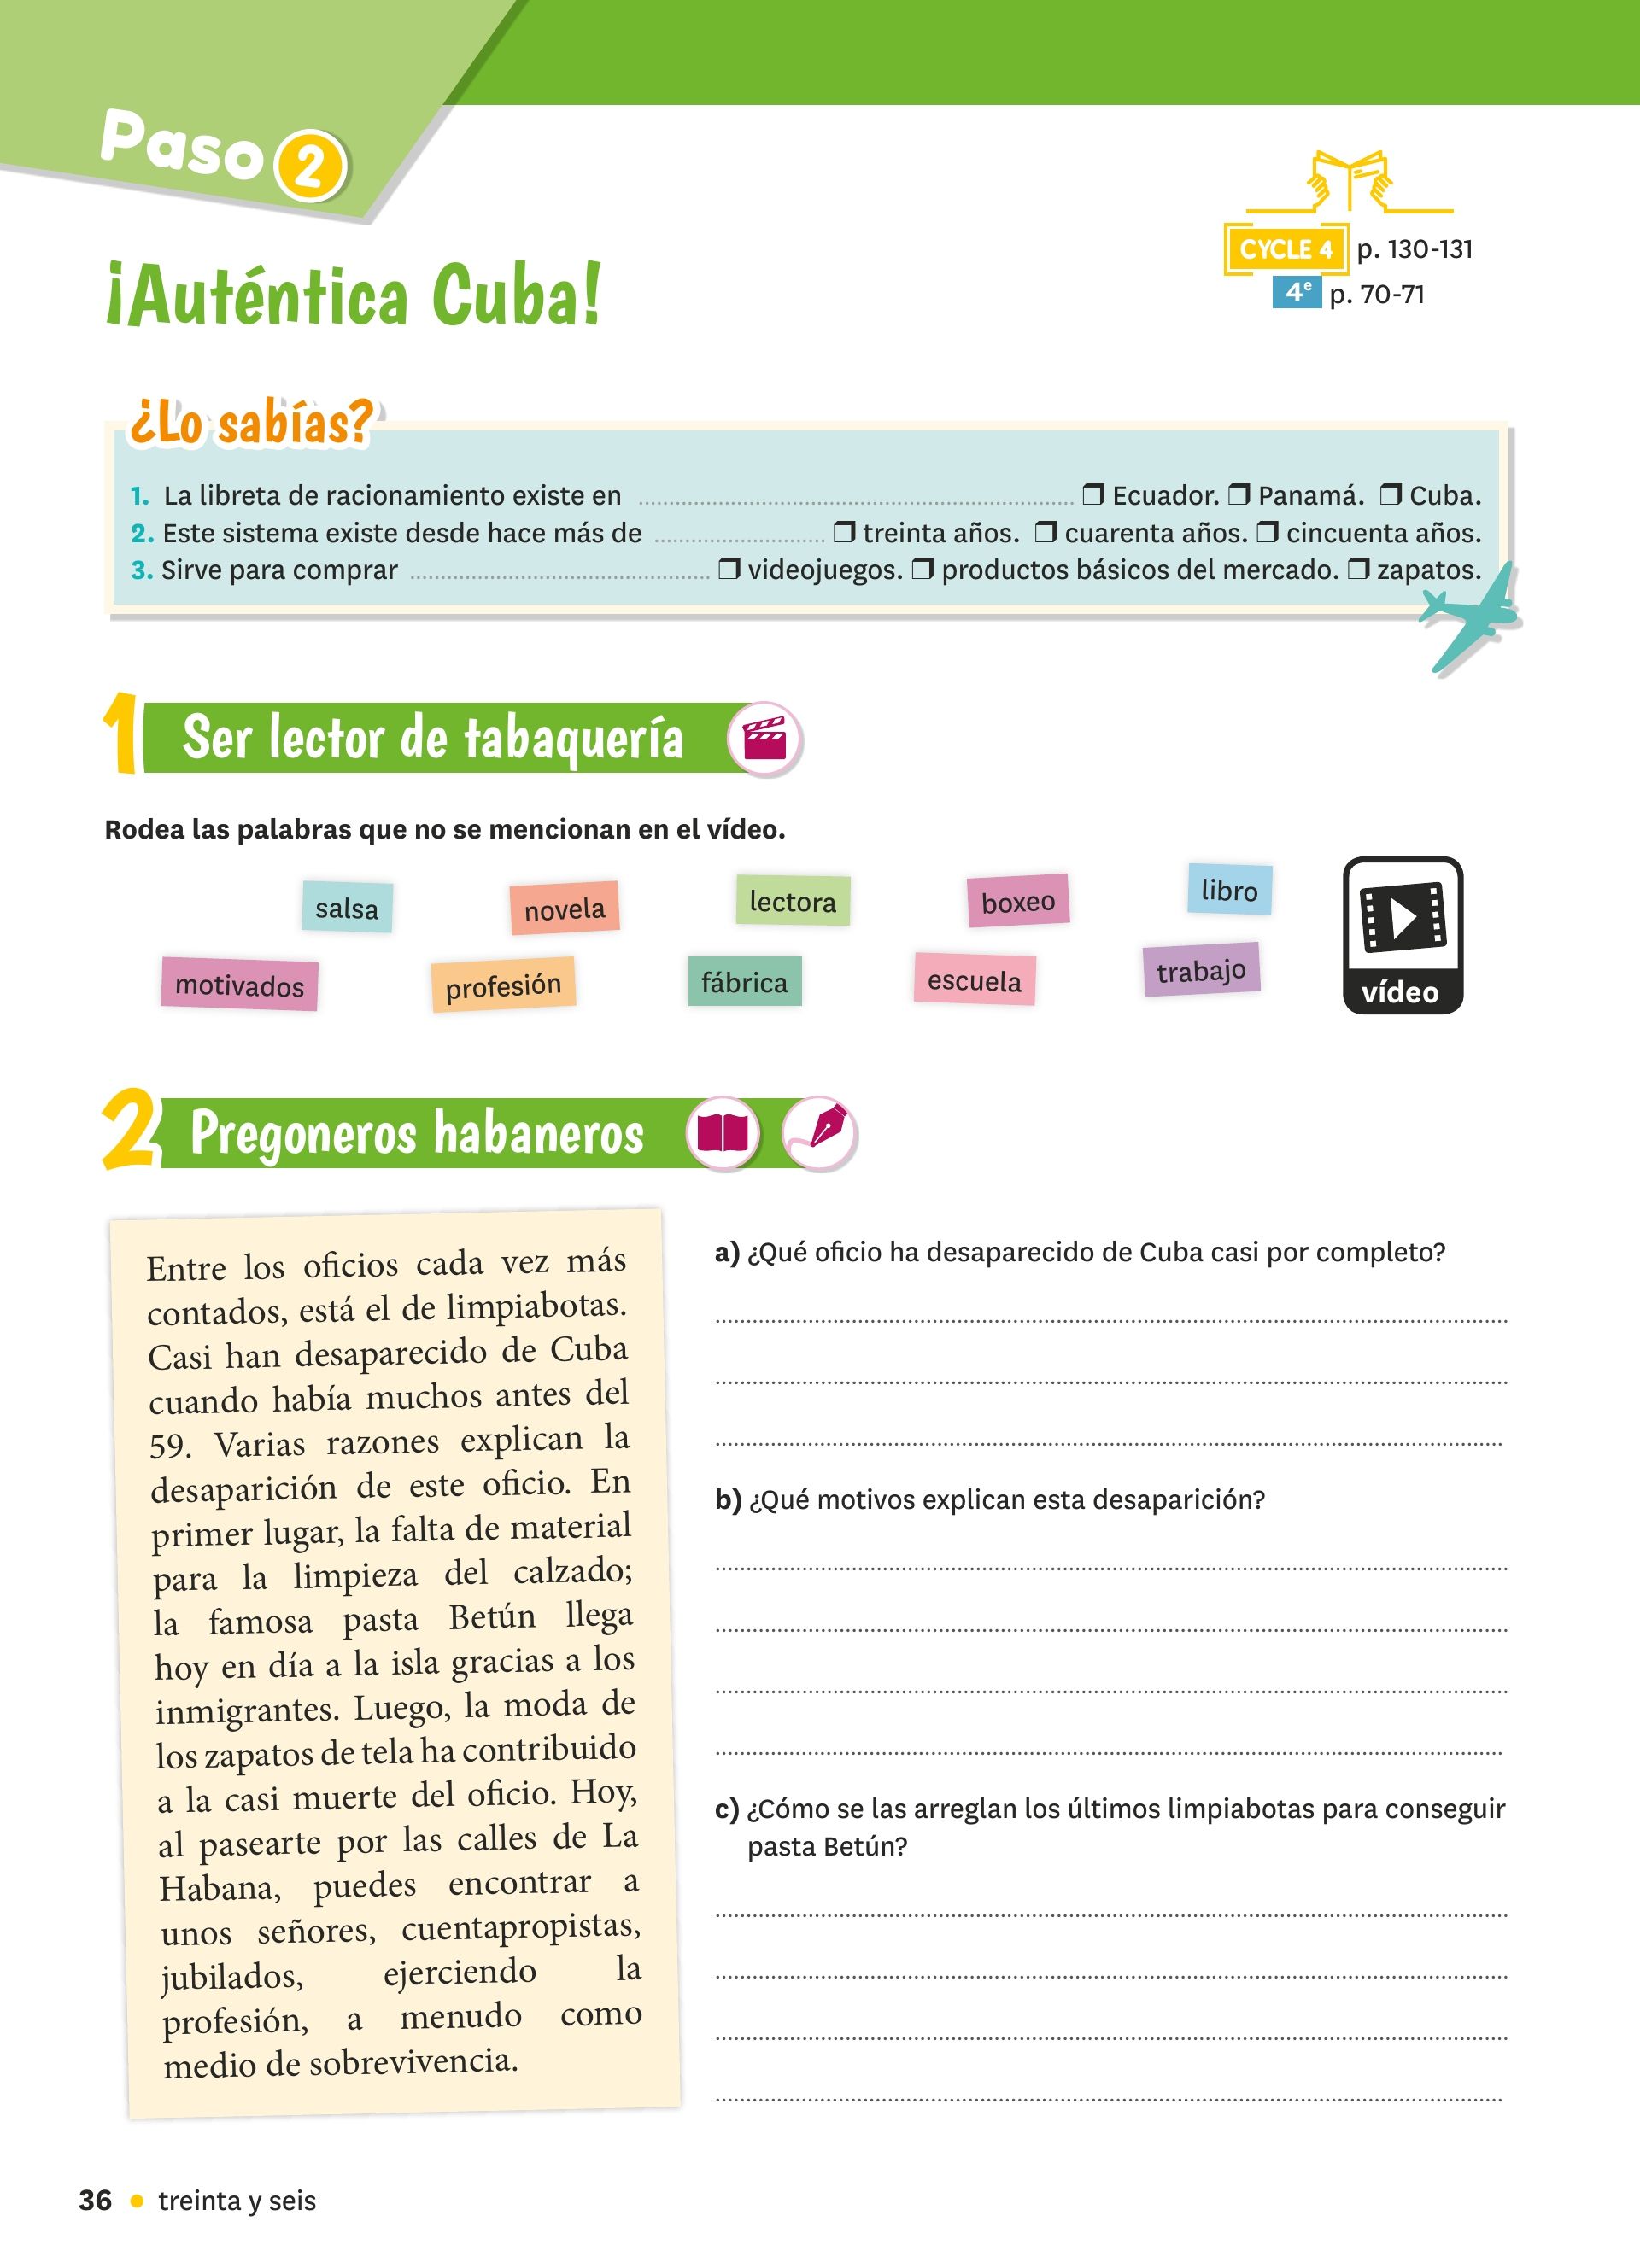 Paso 2
CYCLE 4 p. 130-131
4e p. 70-71
¡Auténtica Cuba!
¿Lo sabías?
1. La libreta de racionamiento existe en ........ ❒ Ecuador. ❒ Panamá. ❒ Cuba.
2. Este sistema existe desde hace más de ........ ❒ treinta años. ❒ cuarenta años. ❒ cincuenta años.
3. Sirve para comprar ........ ❒ videojuegos. ❒ productos básicos del mercado. ❒ zapatos.
1 Ser lector de tabaquería
Rodea las palabras que no se mencionan en el vídeo.
salsa novela lectora boxeo libro
motivados profesión fábrica escuela trabajo
vídeo
2 Pregoneros habaneros
Entre los oficios cada vez más
contados, está el de limpiabotas.
Casi han desaparecido de Cuba
cuando había muchos antes del
59. Varias razones explican la
desaparición de este oficio. En
primer lugar, la falta de material
para la limpieza del calzado;
la famosa pasta Betún llega
hoy en día a la isla gracias a los
inmigrantes. Luego, la moda de
los zapatos de tela ha contribuido
a la casi muerte del oficio. Hoy,
al pasearte por las calles de La
Habana, puedes encontrar a
unos señores, cuentapropistas,
jubilados, ejerciendo la
profesión, a menudo como
medio de sobrevivencia.
a) ¿Qué oficio ha desaparecido de Cuba casi por completo?
b) ¿Qué motivos explican esta desaparición?
c) ¿Cómo se las arreglan los últimos limpiabotas para conseguir
pasta Betún?
36 • treinta y seis